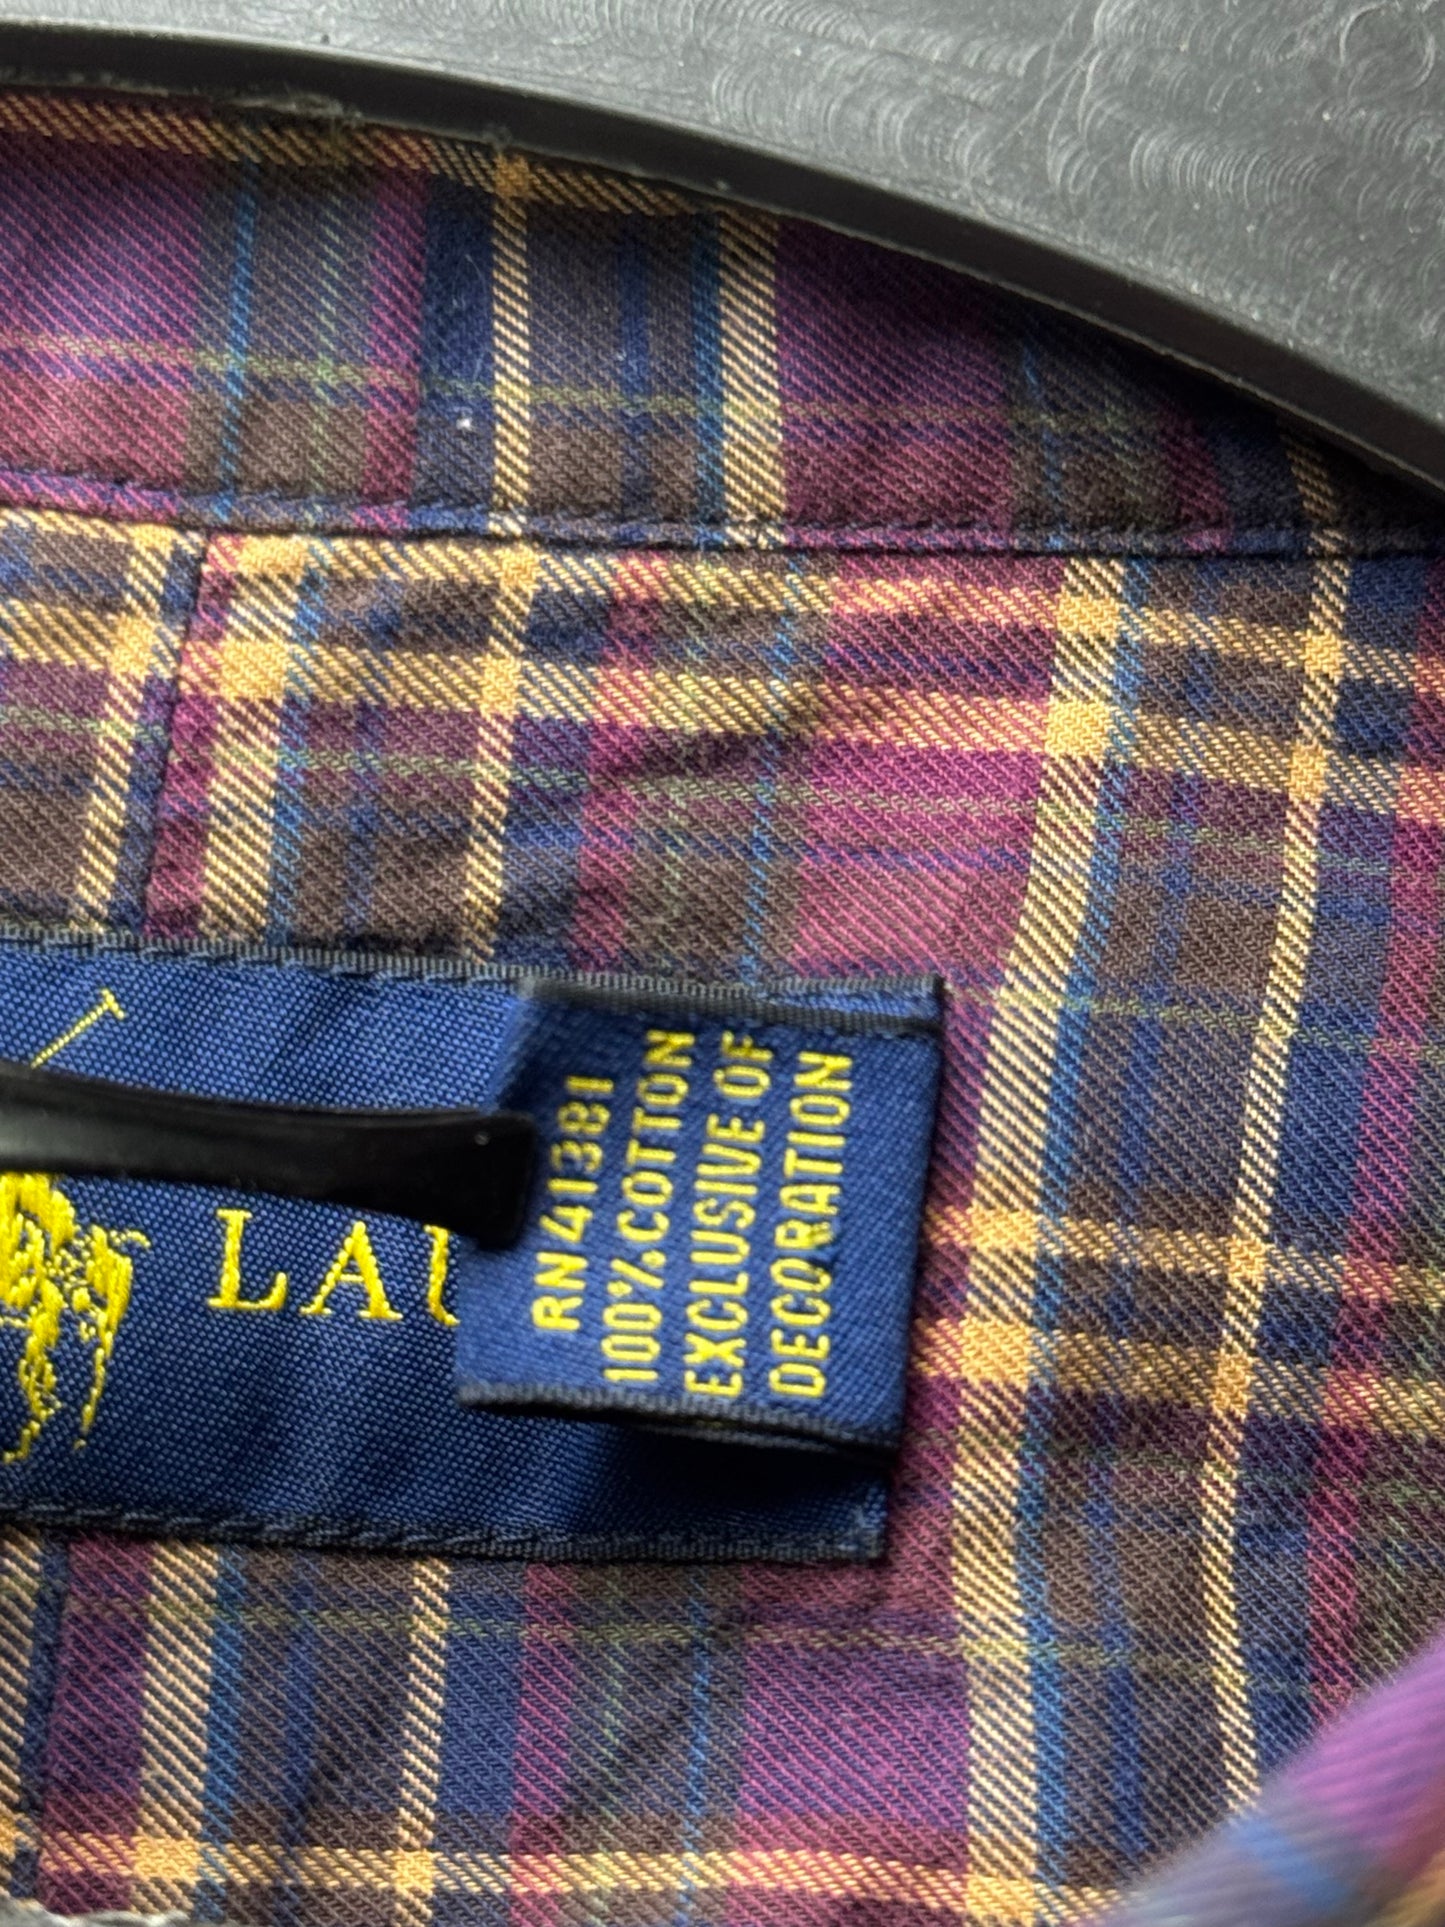 LAU
RN 41381
100% COTTON
EXCLUSIVE OF
DECORATION